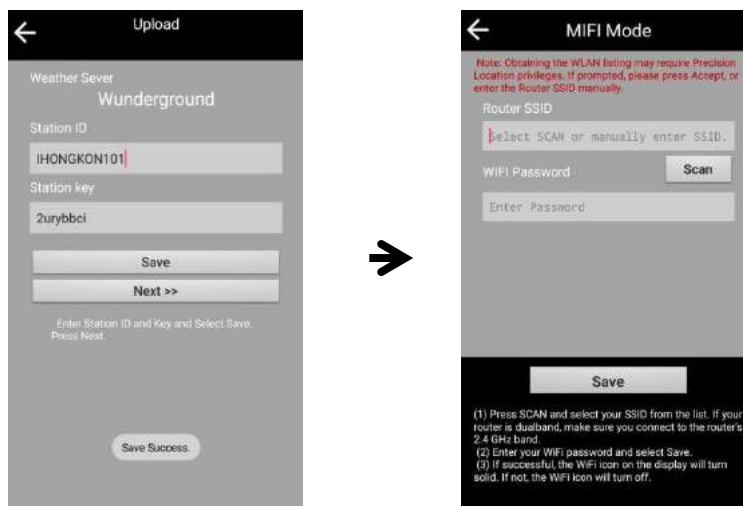 Upload
Weather Sever
Wunderground
Station ID
IHONGKON101
Station key
2urybbci
Save
Next >>
Enter Station ID and Key and Select Save.
Press Next.
Save Success.
MIFI Mode
Note: Obtaining the WLAN listing may require Precision
Location privileges. If prompted, please press Accept, or
enter the Router SSID manually.
Router SSID
Select SCAN or manually enter SSID.
WIFI Password
Scan
Enter Password
Save
(1) Press SCAN and select your SSID from the list. If your
router is dualband, make sure you connect to the router's
2.4 GHz band.
(2) Enter your WiFi password and select Save.
(3) If successful, the WiFi icon on the display will turn
solid. If not, the WiFi icon will turn off.